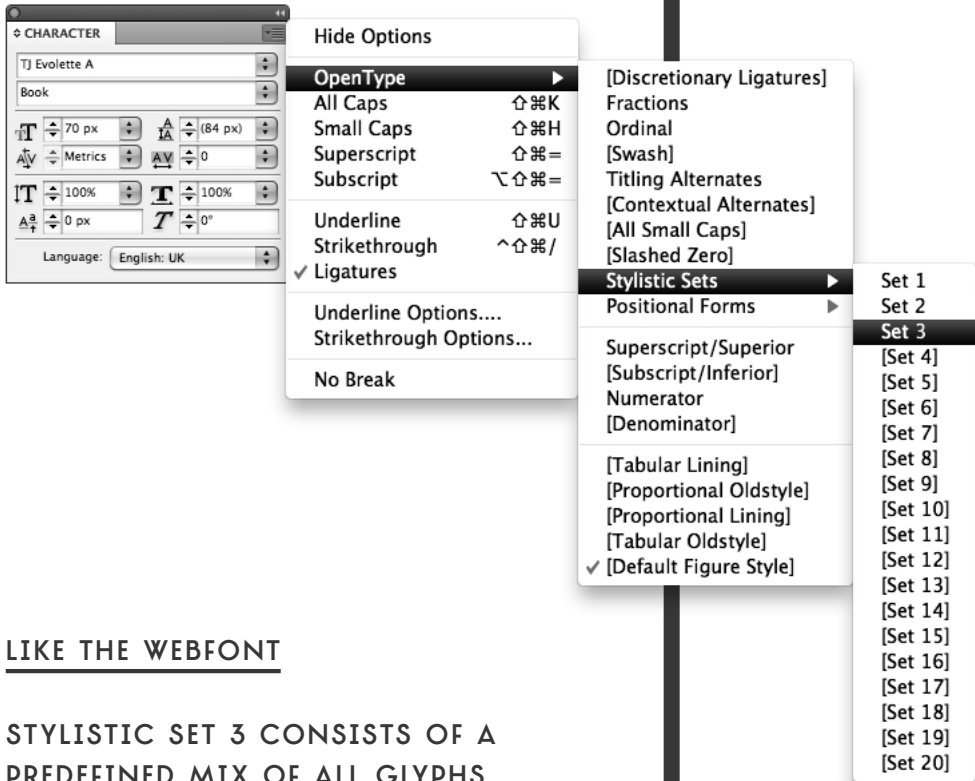 CHARACTER
TJ Evolette A
Book
70 px (84 px)
Metrics 0
100% 100%
0 px 0°
Language: English: UK
Hide Options
OpenType
All Caps ⇧⌘K
Small Caps ⇧⌘H
Superscript ⇧⌘=
Subscript ⌥⇧⌘=
Underline ⇧⌘U
Strikethrough ^⇧⌘/
✓ Ligatures
Underline Options....
Strikethrough Options...
No Break
[Discretionary Ligatures]
Fractions
Ordinal
[Swash]
Titling Alternates
[Contextual Alternates]
[All Small Caps]
[Slashed Zero]
Stylistic Sets
Positional Forms
Superscript/Superior
[Subscript/Inferior]
Numerator
[Denominator]
[Tabular Lining]
[Proportional Oldstyle]
[Proportional Lining]
[Tabular Oldstyle]
✓ [Default Figure Style]
Set 1
Set 2
Set 3
[Set 4]
[Set 5]
[Set 6]
[Set 7]
[Set 8]
[Set 9]
[Set 10]
[Set 11]
[Set 12]
[Set 13]
[Set 14]
[Set 15]
[Set 16]
[Set 17]
[Set 18]
[Set 19]
[Set 20]
LIKE THE WEBFONT
STYLISTIC SET 3 CONSISTS OF A
PREDEFINED MIX OF ALL GLYPHS